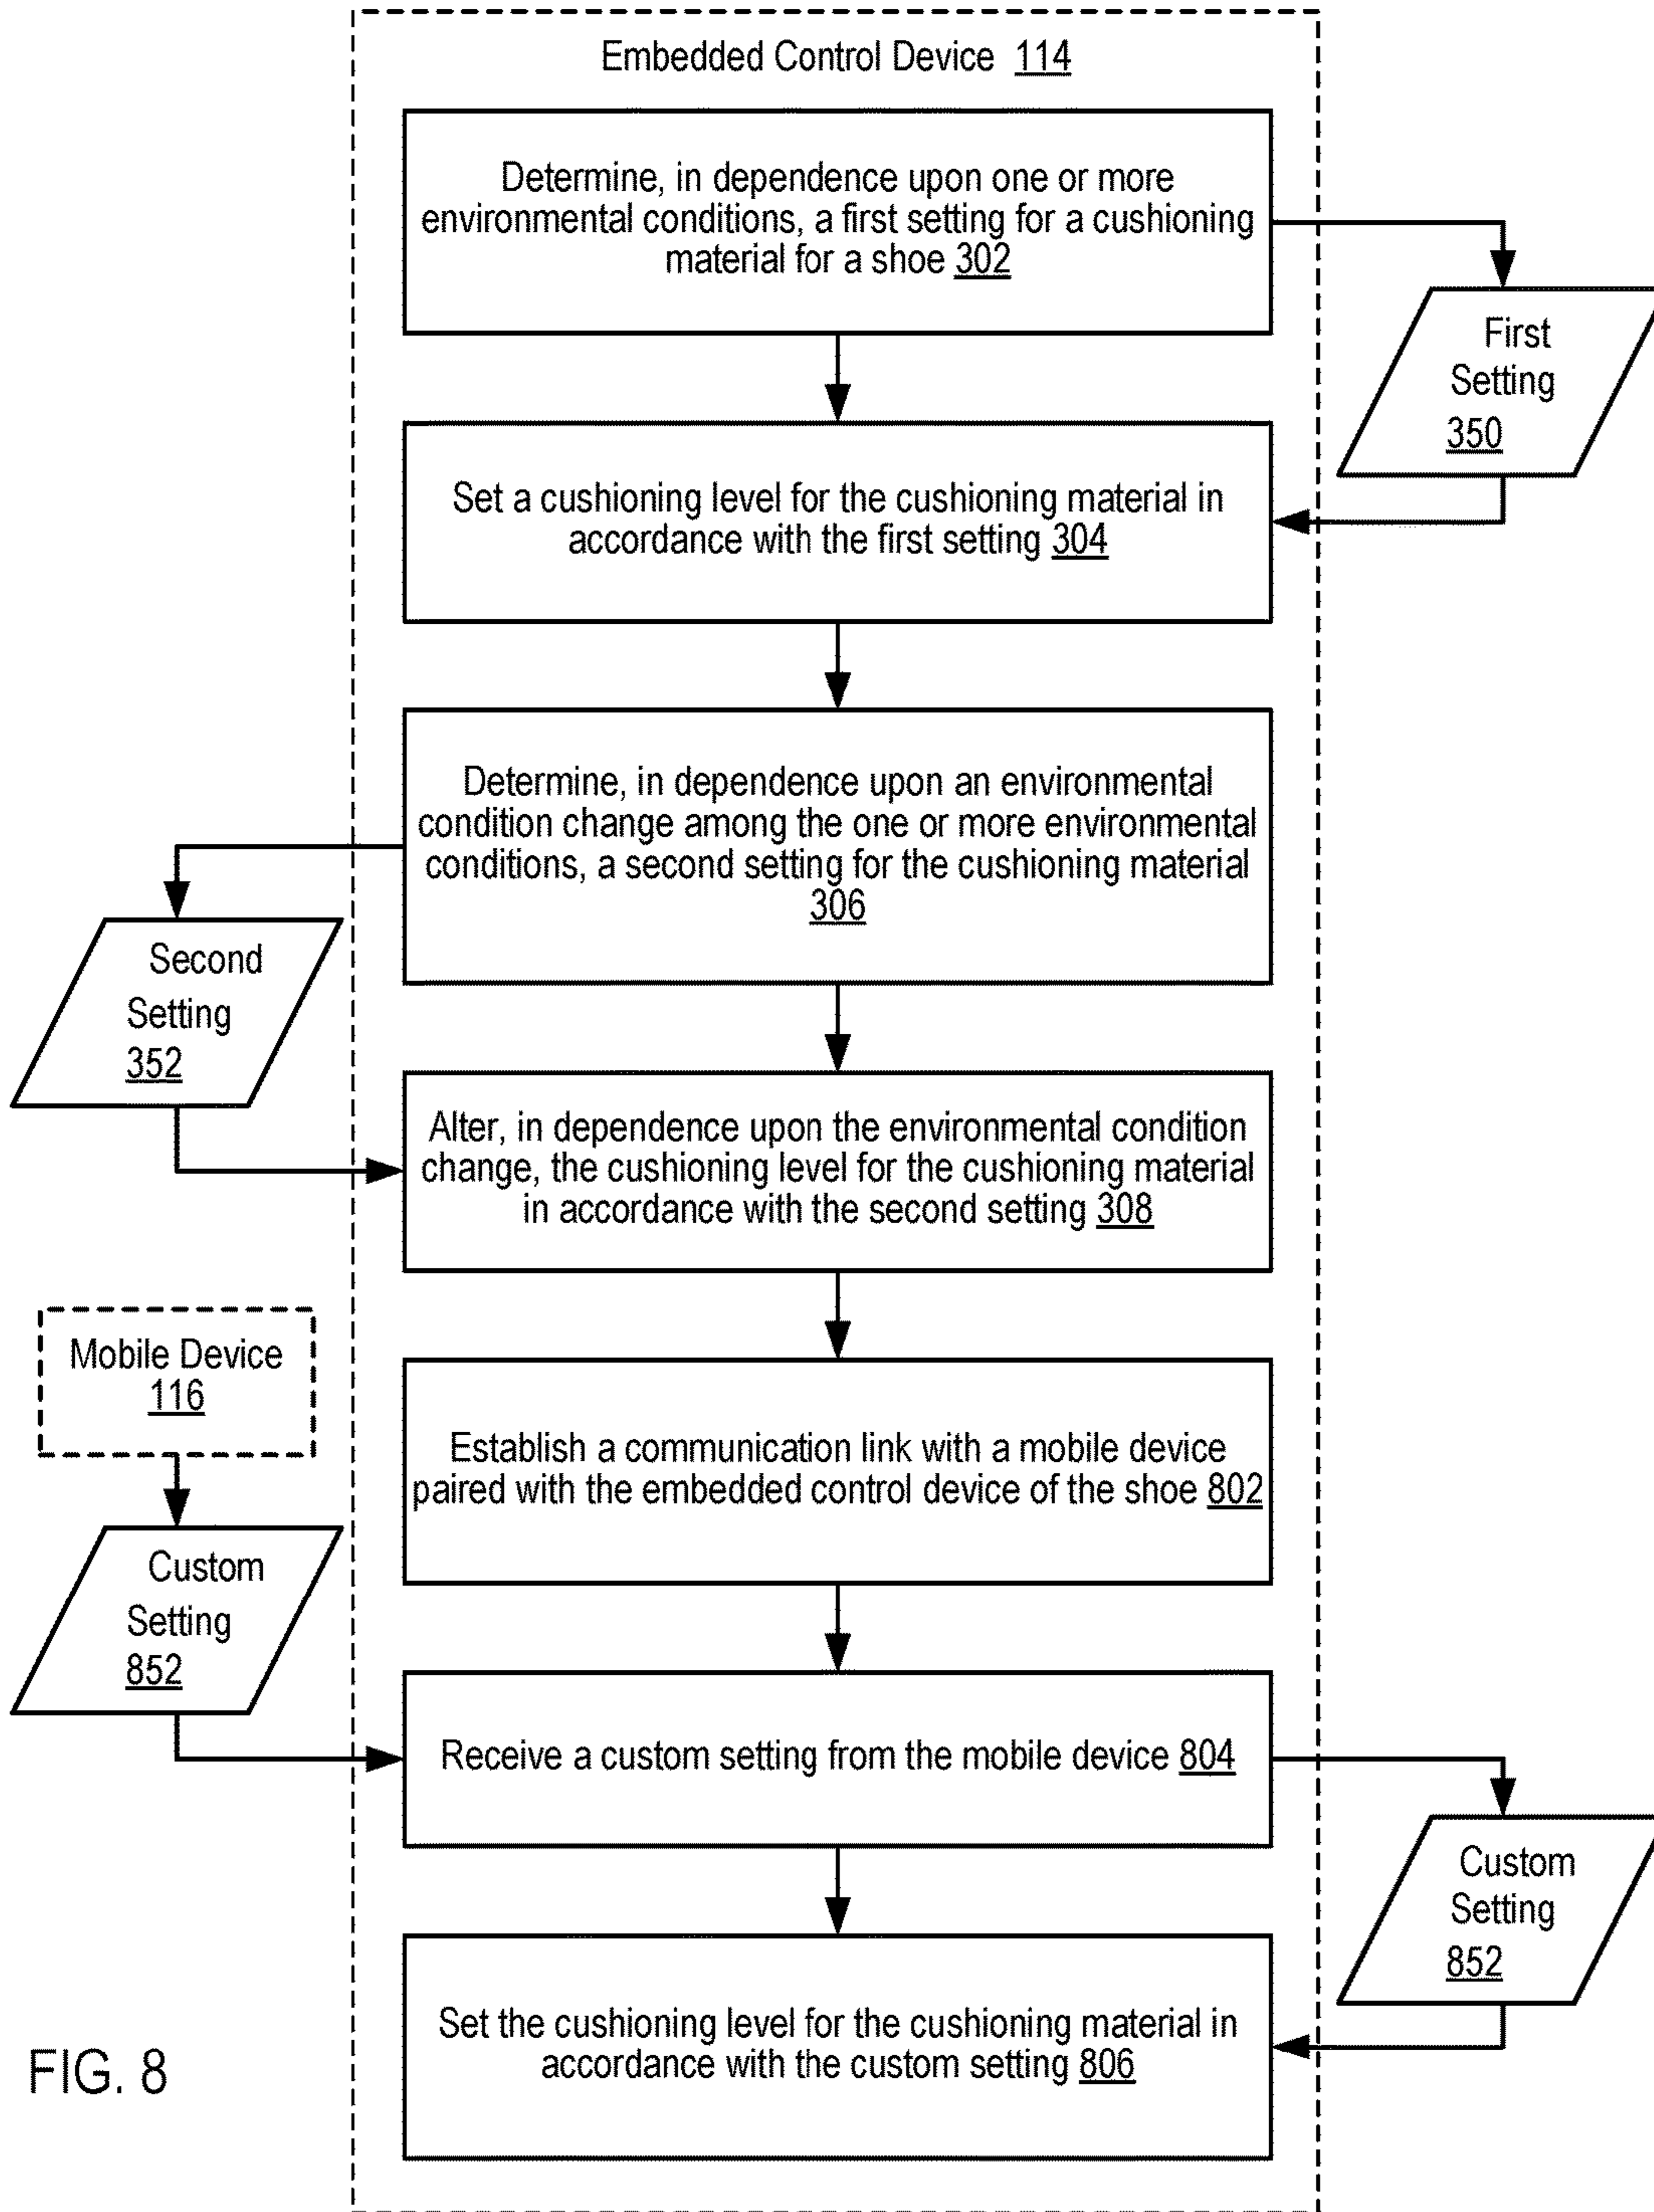 Embedded Control Device 114
Determine, in dependence upon one or more
environmental conditions, a first setting for a cushioning
material for a shoe 302
First
Setting
350
Set a cushioning level for the cushioning material in
accordance with the first setting 304
Determine, in dependence upon an environmental
condition change among the one or more environmental
conditions, a second setting for the cushioning material
306
Second
Setting
352
Alter, in dependence upon the environmental condition
change, the cushioning level for the cushioning material
in accordance with the second setting 308
Mobile Device
116
Establish a communication link with a mobile device
paired with the embedded control device of the shoe 802
Custom
Setting
852
Receive a custom setting from the mobile device 804
Custom
Setting
852
Set the cushioning level for the cushioning material in
accordance with the custom setting 806
FIG. 8